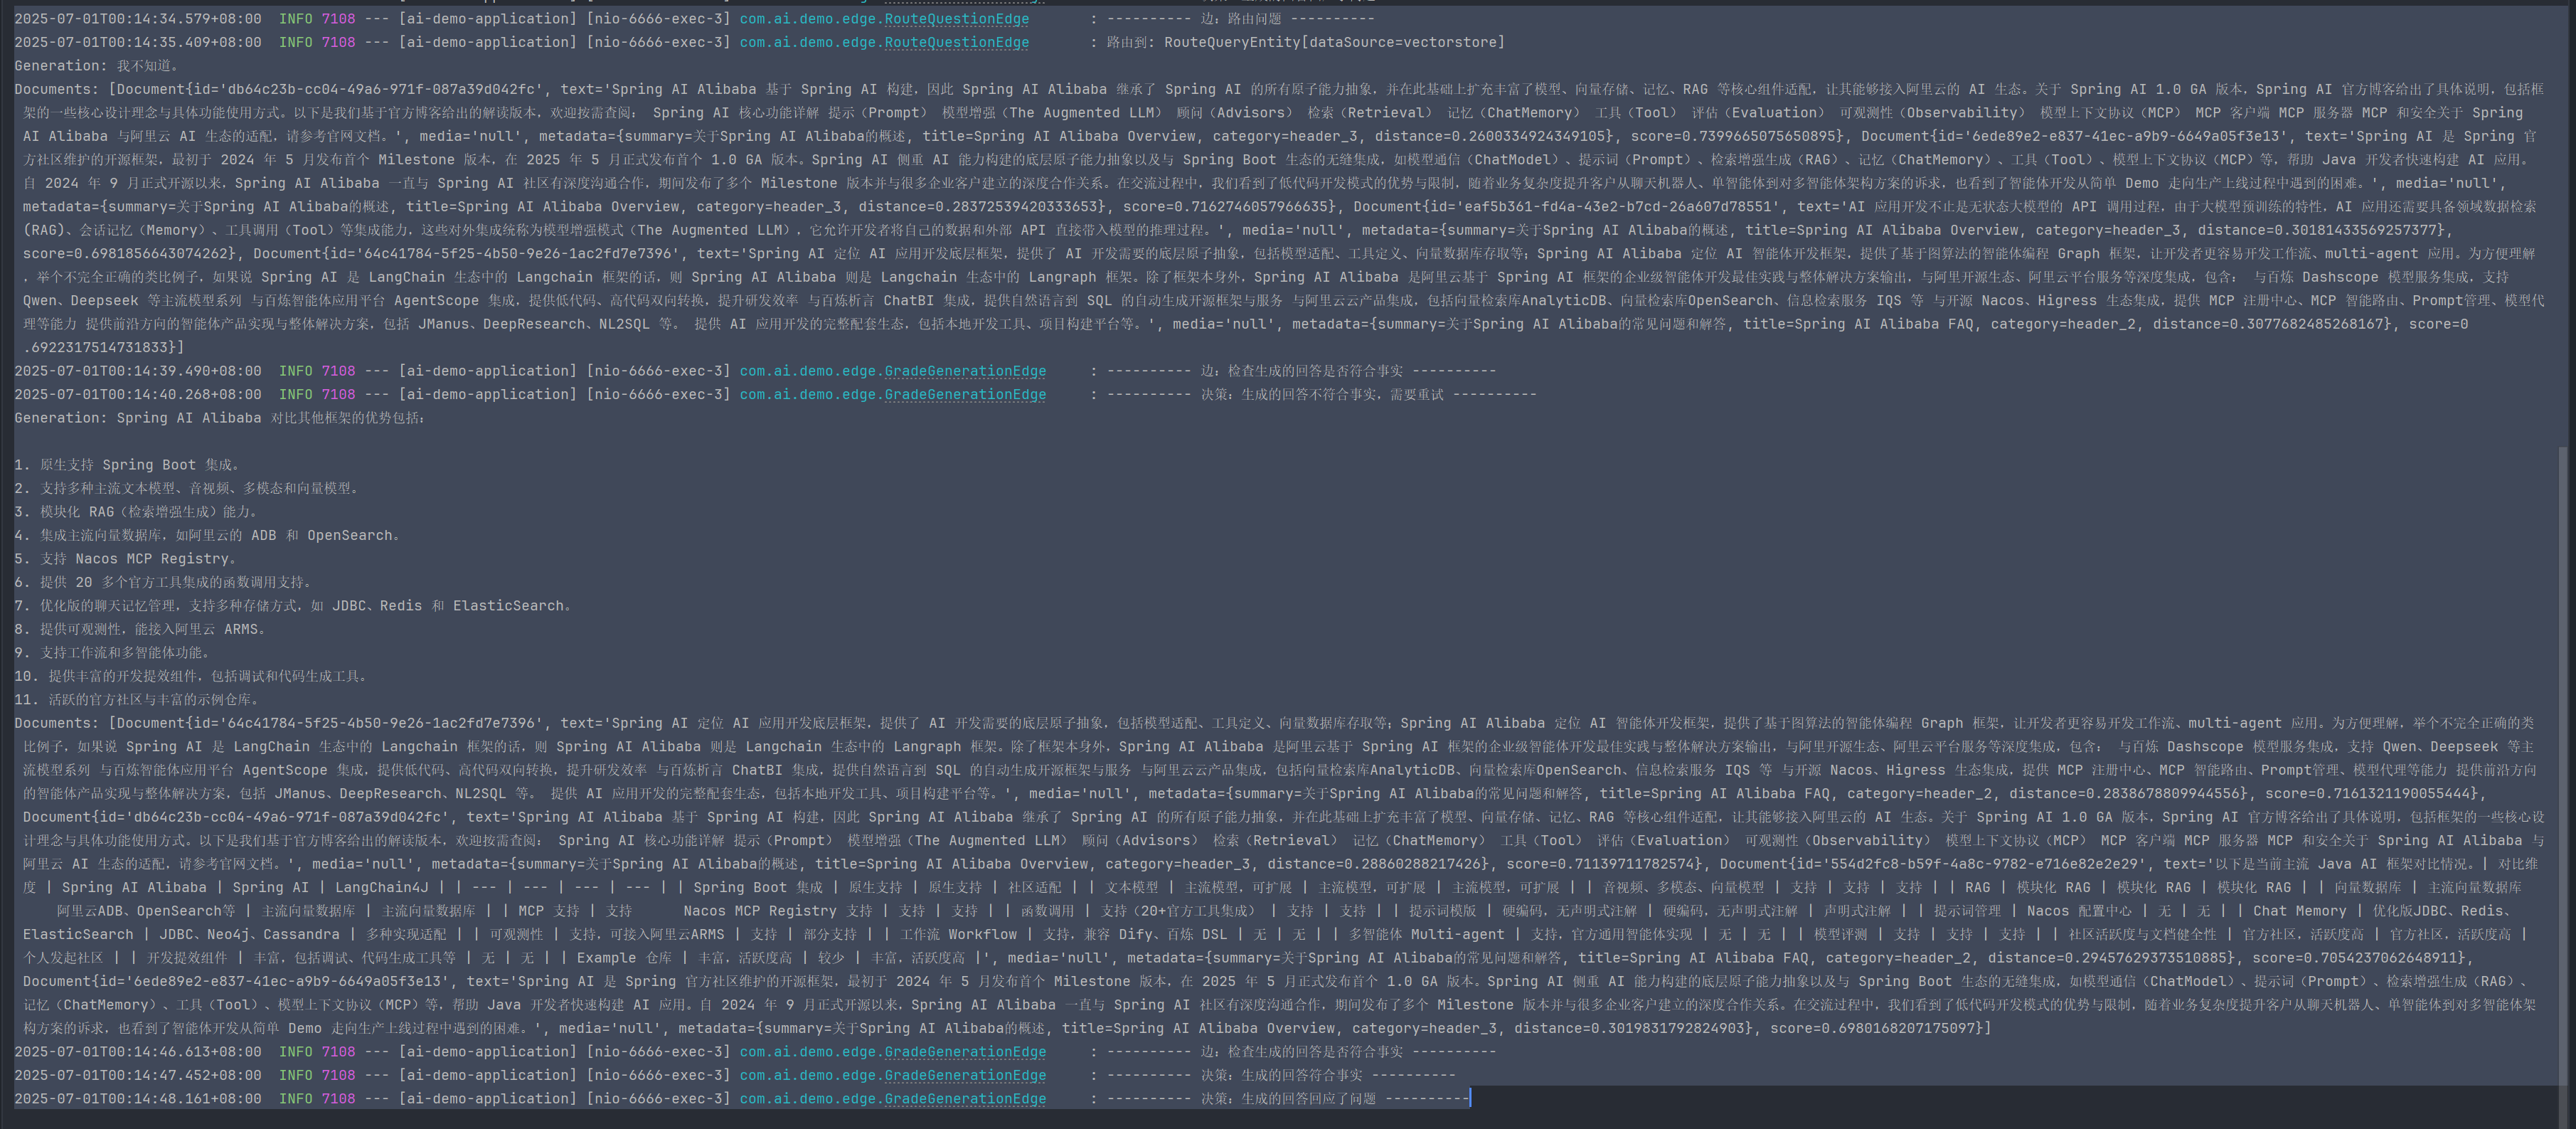 2025-07-01T00:14:34.579+08:00  INFO 7108 --- [ai-demo-application] [nio-6666-exec-3] com.ai.demo.edge.RouteQuestionEdge       : ---------- 边：路由问题 ----------
2025-07-01T00:14:35.409+08:00  INFO 7108 --- [ai-demo-application] [nio-6666-exec-3] com.ai.demo.edge.RouteQuestionEdge       : 路由到: RouteQueryEntity[dataSource=vectorstore]
Generation: 我不知道。
Documents: [Document{id='db64c23b-cc04-49a6-971f-087a39d042fc', text='Spring AI Alibaba 基于 Spring AI 构建，因此 Spring AI Alibaba 继承了 Spring AI 的所有原子能力抽象，并在此基础上扩充丰富了模型、向量存储、记忆、RAG 等核心组件适配，让其能够接入阿里云的 AI 生态。关于 Spring AI 1.0 GA 版本，Spring AI 官方博客给出了具体说明，包括框
架的一些核心设计理念与具体功能使用方式。以下是我们基于官方博客给出的解读版本，欢迎按需查阅： Spring AI 核心功能详解 提示（Prompt） 模型增强（The Augmented LLM） 顾问（Advisors） 检索（Retrieval） 记忆（ChatMemory） 工具（Tool） 评估（Evaluation） 可观测性（Observability） 模型上下文协议（MCP） MCP 客户端 MCP 服务器 MCP 和安全关于 Spring
AI Alibaba 与阿里云 AI 生态的适配，请参考官网文档。', media='null', metadata={summary=关于Spring AI Alibaba的概述, title=Spring AI Alibaba Overview, category=header_3, distance=0.2600334924349105}, score=0.7399665075650895}, Document{id='6ede89e2-e837-41ec-a9b9-6649a05f3e13', text='Spring AI 是 Spring 官
方社区维护的开源框架，最初于 2024 年 5 月发布首个 Milestone 版本，在 2025 年 5 月正式发布首个 1.0 GA 版本。Spring AI 侧重 AI 能力构建的底层原子能力抽象以及与 Spring Boot 生态的无缝集成，如模型通信（ChatModel）、提示词（Prompt）、检索增强生成（RAG）、记忆（ChatMemory）、工具（Tool）、模型上下文协议（MCP）等，帮助 Java 开发者快速构建 AI 应用。
自 2024 年 9 月正式开源以来，Spring AI Alibaba 一直与 Spring AI 社区有深度沟通合作，期间发布了多个 Milestone 版本并与很多企业客户建立的深度合作关系。在交流过程中，我们看到了低代码开发模式的优势与限制，随着业务复杂度提升客户从聊天机器人、单智能体到对多智能体架构方案的诉求，也看到了智能体开发从简单 Demo 走向生产上线过程中遇到的困难。', media='null',
metadata={summary=关于Spring AI Alibaba的概述, title=Spring AI Alibaba Overview, category=header_3, distance=0.28372539420333653}, score=0.7162746057966635}, Document{id='eaf5b361-fd4a-43e2-b7cd-26a607d78551', text='AI 应用开发不止是无状态大模型的 API 调用过程，由于大模型预训练的特性，AI 应用还需要具备领域数据检索
(RAG)、会话记忆（Memory）、工具调用（Tool）等集成能力，这些对外集成统称为模型增强模式（The Augmented LLM），它允许开发者将自己的数据和外部 API 直接带入模型的推理过程。', media='null', metadata={summary=关于Spring AI Alibaba的概述, title=Spring AI Alibaba Overview, category=header_3, distance=0.30181433569257377},
score=0.6981856643074262}, Document{id='64c41784-5f25-4b50-9e26-1ac2fd7e7396', text='Spring AI 定位 AI 应用开发底层框架，提供了 AI 开发需要的底层原子抽象，包括模型适配、工具定义、向量数据库存取等；Spring AI Alibaba 定位 AI 智能体开发框架，提供了基于图算法的智能体编程 Graph 框架，让开发者更容易开发工作流、multi-agent 应用。为方便理解
，举个不完全正确的类比例子，如果说 Spring AI 是 LangChain 生态中的 Langchain 框架的话，则 Spring AI Alibaba 则是 Langchain 生态中的 Langraph 框架。除了框架本身外，Spring AI Alibaba 是阿里云基于 Spring AI 框架的企业级智能体开发最佳实践与整体解决方案输出，与阿里开源生态、阿里云平台服务等深度集成，包含： 与百炼 Dashscope 模型服务集成，支持
Qwen、Deepseek 等主流模型系列 与百炼智能体应用平台 AgentScope 集成，提供低代码、高代码双向转换，提升研发效率 与百炼析言 ChatBI 集成，提供自然语言到 SQL 的自动生成开源框架与服务 与阿里云云产品集成，包括向量检索库AnalyticDB、向量检索库OpenSearch、信息检索服务 IQS 等 与开源 Nacos、Higress 生态集成，提供 MCP 注册中心、MCP 智能路由、Prompt管理、模型代
理等能力 提供前沿方向的智能体产品实现与整体解决方案，包括 JManus、DeepResearch、NL2SQL 等。 提供 AI 应用开发的完整配套生态，包括本地开发工具、项目构建平台等。', media='null', metadata={summary=关于Spring AI Alibaba的常见问题和解答, title=Spring AI Alibaba FAQ, category=header_2, distance=0.3077682485268167}, score=0
.6922317514731833}]
2025-07-01T00:14:39.490+08:00  INFO 7108 --- [ai-demo-application] [nio-6666-exec-3] com.ai.demo.edge.GradeGenerationEdge     : ---------- 边：检查生成的回答是否符合事实 ----------
2025-07-01T00:14:40.268+08:00  INFO 7108 --- [ai-demo-application] [nio-6666-exec-3] com.ai.demo.edge.GradeGenerationEdge     : ---------- 决策：生成的回答不符合事实，需要重试 ----------
Generation: Spring AI Alibaba 对比其他框架的优势包括：
1. 原生支持 Spring Boot 集成。
2. 支持多种主流文本模型、音视频、多模态和向量模型。
3. 模块化 RAG（检索增强生成）能力。
4. 集成主流向量数据库，如阿里云的 ADB 和 OpenSearch。
5. 支持 Nacos MCP Registry。
6. 提供 20 多个官方工具集成的函数调用支持。
7. 优化版的聊天记忆管理，支持多种存储方式，如 JDBC、Redis 和 ElasticSearch。
8. 提供可观测性，能接入阿里云 ARMS。
9. 支持工作流和多智能体功能。
10. 提供丰富的开发提效组件，包括调试和代码生成工具。
11. 活跃的官方社区与丰富的示例仓库。
Documents: [Document{id='64c41784-5f25-4b50-9e26-1ac2fd7e7396', text='Spring AI 定位 AI 应用开发底层框架，提供了 AI 开发需要的底层原子抽象，包括模型适配、工具定义、向量数据库存取等；Spring AI Alibaba 定位 AI 智能体开发框架，提供了基于图算法的智能体编程 Graph 框架，让开发者更容易开发工作流、multi-agent 应用。为方便理解，举个不完全正确的类
比例子，如果说 Spring AI 是 LangChain 生态中的 Langchain 框架的话，则 Spring AI Alibaba 则是 Langchain 生态中的 Langraph 框架。除了框架本身外，Spring AI Alibaba 是阿里云基于 Spring AI 框架的企业级智能体开发最佳实践与整体解决方案输出，与阿里开源生态、阿里云平台服务等深度集成，包含： 与百炼 Dashscope 模型服务集成，支持 Qwen、Deepseek 等主
流模型系列 与百炼智能体应用平台 AgentScope 集成，提供低代码、高代码双向转换，提升研发效率 与百炼析言 ChatBI 集成，提供自然语言到 SQL 的自动生成开源框架与服务 与阿里云云产品集成，包括向量检索库AnalyticDB、向量检索库OpenSearch、信息检索服务 IQS 等 与开源 Nacos、Higress 生态集成，提供 MCP 注册中心、MCP 智能路由、Prompt管理、模型代理等能力 提供前沿方向
的智能体产品实现与整体解决方案，包括 JManus、DeepResearch、NL2SQL 等。 提供 AI 应用开发的完整配套生态，包括本地开发工具、项目构建平台等。', media='null', metadata={summary=关于Spring AI Alibaba的常见问题和解答, title=Spring AI Alibaba FAQ, category=header_2, distance=0.2838678809944556}, score=0.7161321190055444},
Document{id='db64c23b-cc04-49a6-971f-087a39d042fc', text='Spring AI Alibaba 基于 Spring AI 构建，因此 Spring AI Alibaba 继承了 Spring AI 的所有原子能力抽象，并在此基础上扩充丰富了模型、向量存储、记忆、RAG 等核心组件适配，让其能够接入阿里云的 AI 生态。关于 Spring AI 1.0 GA 版本，Spring AI 官方博客给出了具体说明，包括框架的一些核心设
计理念与具体功能使用方式。以下是我们基于官方博客给出的解读版本，欢迎按需查阅： Spring AI 核心功能详解 提示（Prompt） 模型增强（The Augmented LLM） 顾问（Advisors） 检索（Retrieval） 记忆（ChatMemory） 工具（Tool） 评估（Evaluation） 可观测性（Observability） 模型上下文协议（MCP） MCP 客户端 MCP 服务器 MCP 和安全关于 Spring AI Alibaba 与
阿里云 AI 生态的适配，请参考官网文档。', media='null', metadata={summary=关于Spring AI Alibaba的概述, title=Spring AI Alibaba Overview, category=header_3, distance=0.28860288217426}, score=0.71139711782574}, Document{id='554d2fc8-b59f-4a8c-9782-e716e82e2e29', text='以下是当前主流 Java AI 框架对比情况。| 对比维
度 | Spring AI Alibaba | Spring AI | LangChain4J | | --- | --- | --- | --- | | Spring Boot 集成 | 原生支持 | 原生支持 | 社区适配 | | 文本模型 | 主流模型，可扩展 | 主流模型，可扩展 | 主流模型，可扩展 | | 音视频、多模态、向量模型 | 支持 | 支持 | 支持 | | RAG | 模块化 RAG | 模块化 RAG | 模块化 RAG | | 向量数据库 | 主流向量数据库
阿里云ADB、OpenSearch等 | 主流向量数据库 | 主流向量数据库 | | MCP 支持 | 支持      Nacos MCP Registry 支持 | 支持 | 支持 | | 函数调用 | 支持（20+官方工具集成） | 支持 | 支持 | | 提示词模版 | 硬编码，无声明式注解 | 硬编码，无声明式注解 | 声明式注解 | | 提示词管理 | Nacos 配置中心 | 无 | 无 | | Chat Memory | 优化版JDBC、Redis、
ElasticSearch | JDBC、Neo4j、Cassandra | 多种实现适配 | | 可观测性 | 支持，可接入阿里云ARMS | 支持 | 部分支持 | | 工作流 Workflow | 支持，兼容 Dify、百炼 DSL | 无 | 无 | | 多智能体 Multi-agent | 支持，官方通用智能体实现 | 无 | 无 | | 模型评测 | 支持 | 支持 | 支持 | | 社区活跃度与文档健全性 | 官方社区，活跃度高 | 官方社区，活跃度高 |
个人发起社区 | | 开发提效组件 | 丰富，包括调试、代码生成工具等 | 无 | 无 | | Example 仓库 | 丰富，活跃度高 | 较少 | 丰富，活跃度高 |', media='null', metadata={summary=关于Spring AI Alibaba的常见问题和解答, title=Spring AI Alibaba FAQ, category=header_2, distance=0.29457629373510885}, score=0.7054237062648911},
Document{id='6ede89e2-e837-41ec-a9b9-6649a05f3e13', text='Spring AI 是 Spring 官方社区维护的开源框架，最初于 2024 年 5 月发布首个 Milestone 版本，在 2025 年 5 月正式发布首个 1.0 GA 版本。Spring AI 侧重 AI 能力构建的底层原子能力抽象以及与 Spring Boot 生态的无缝集成，如模型通信（ChatModel）、提示词（Prompt）、检索增强生成（RAG）、
记忆（ChatMemory）、工具（Tool）、模型上下文协议（MCP）等，帮助 Java 开发者快速构建 AI 应用。自 2024 年 9 月正式开源以来，Spring AI Alibaba 一直与 Spring AI 社区有深度沟通合作，期间发布了多个 Milestone 版本并与很多企业客户建立的深度合作关系。在交流过程中，我们看到了低代码开发模式的优势与限制，随着业务复杂度提升客户从聊天机器人、单智能体到对多智能体架
构方案的诉求，也看到了智能体开发从简单 Demo 走向生产上线过程中遇到的困难。', media='null', metadata={summary=关于Spring AI Alibaba的概述, title=Spring AI Alibaba Overview, category=header_3, distance=0.3019831792824903}, score=0.6980168207175097}]
2025-07-01T00:14:46.613+08:00  INFO 7108 --- [ai-demo-application] [nio-6666-exec-3] com.ai.demo.edge.GradeGenerationEdge     : ---------- 边：检查生成的回答是否符合事实 ----------
2025-07-01T00:14:47.452+08:00  INFO 7108 --- [ai-demo-application] [nio-6666-exec-3] com.ai.demo.edge.GradeGenerationEdge     : ---------- 决策：生成的回答符合事实 ----------
2025-07-01T00:14:48.161+08:00  INFO 7108 --- [ai-demo-application] [nio-6666-exec-3] com.ai.demo.edge.GradeGenerationEdge     : ---------- 决策：生成的回答回应了问题 ----------